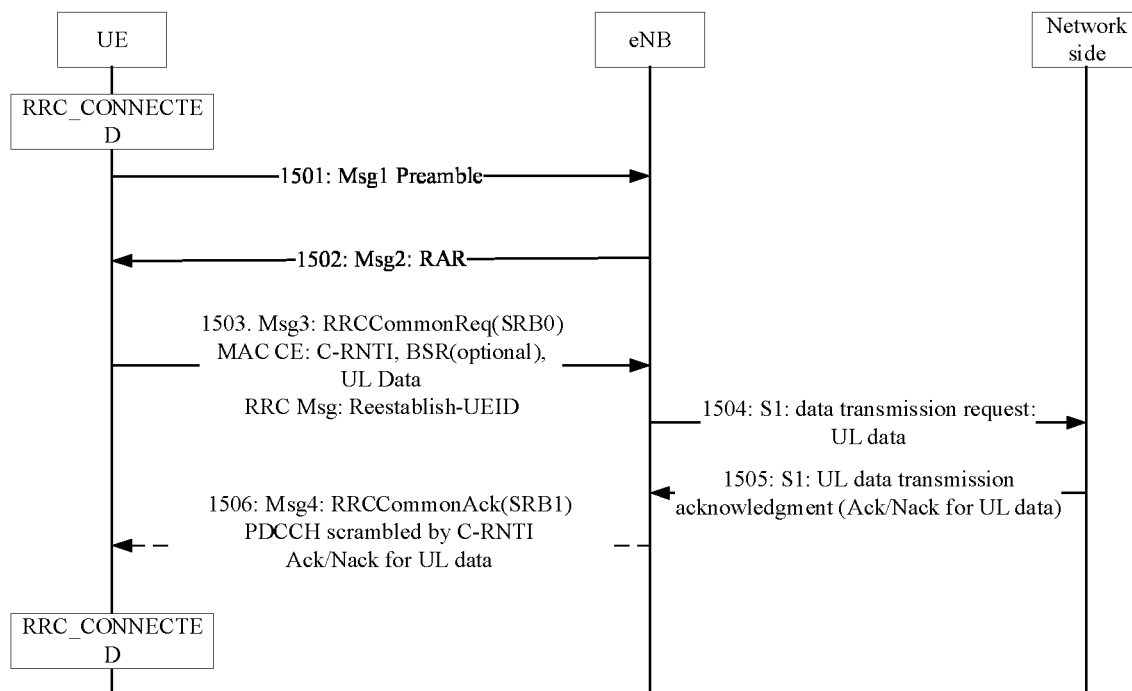 UE
eNB
Network
side
RRC_CONNECTE
D
1501: Msg1 Preamble
1502: Msg2: RAR
1503. Msg3: RRCCommonReq(SRB0)
MAC CE: C-RNTI, BSR(optional),
UL Data
RRC Msg: Reestablish-UEID
1504: S1: data transmission request:
UL data
1505: S1: UL data transmission
acknowledgment (Ack/Nack for UL data)
1506: Msg4: RRCCommonAck(SRB1)
PDCCH scrambled by C-RNTI
Ack/Nack for UL data
RRC_CONNECTE
D